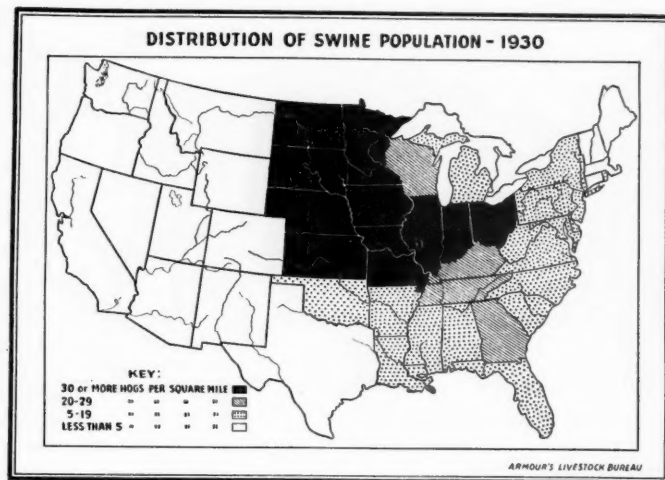 DISTRIBUTION OF SWINE POPULATION - 1930
KEY:
30 or MORE HOGS PER SQUARE MILE
20-29 " " " "
5-19 " " " "
LESS THAN 5 " " " "
ARMOUR'S LIVESTOCK BUREAU